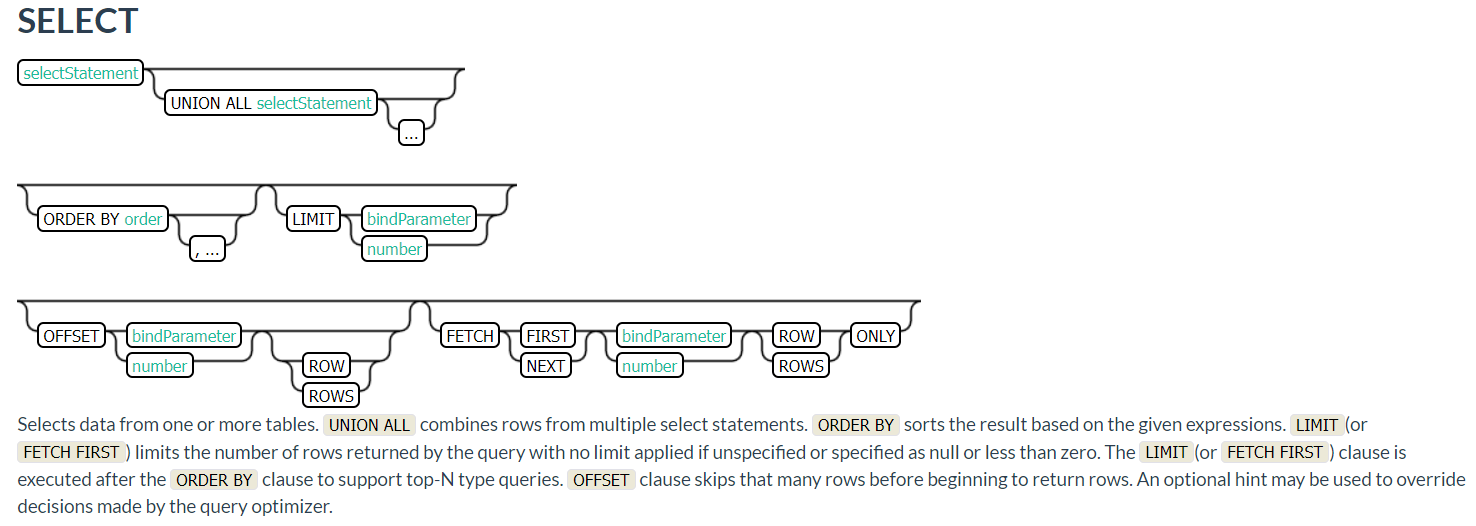 SELECT
selectStatement
UNION ALL selectStatement
...
ORDER BY order LIMIT bindParameter
, ... number
OFFSET bindParameter FETCH FIRST bindParameter ROW ONLY
number ROW NEXT number ROWS
ROWS
Selects data from one or more tables. UNION ALL combines rows from multiple select statements. ORDER BY sorts the result based on the given expressions. LIMIT (or
FETCH FIRST ) limits the number of rows returned by the query with no limit applied if unspecified or specified as null or less than zero. The LIMIT (or FETCH FIRST ) clause is
executed after the ORDER BY clause to support top-N type queries. OFFSET clause skips that many rows before beginning to return rows. An optional hint may be used to override
decisions made by the query optimizer.